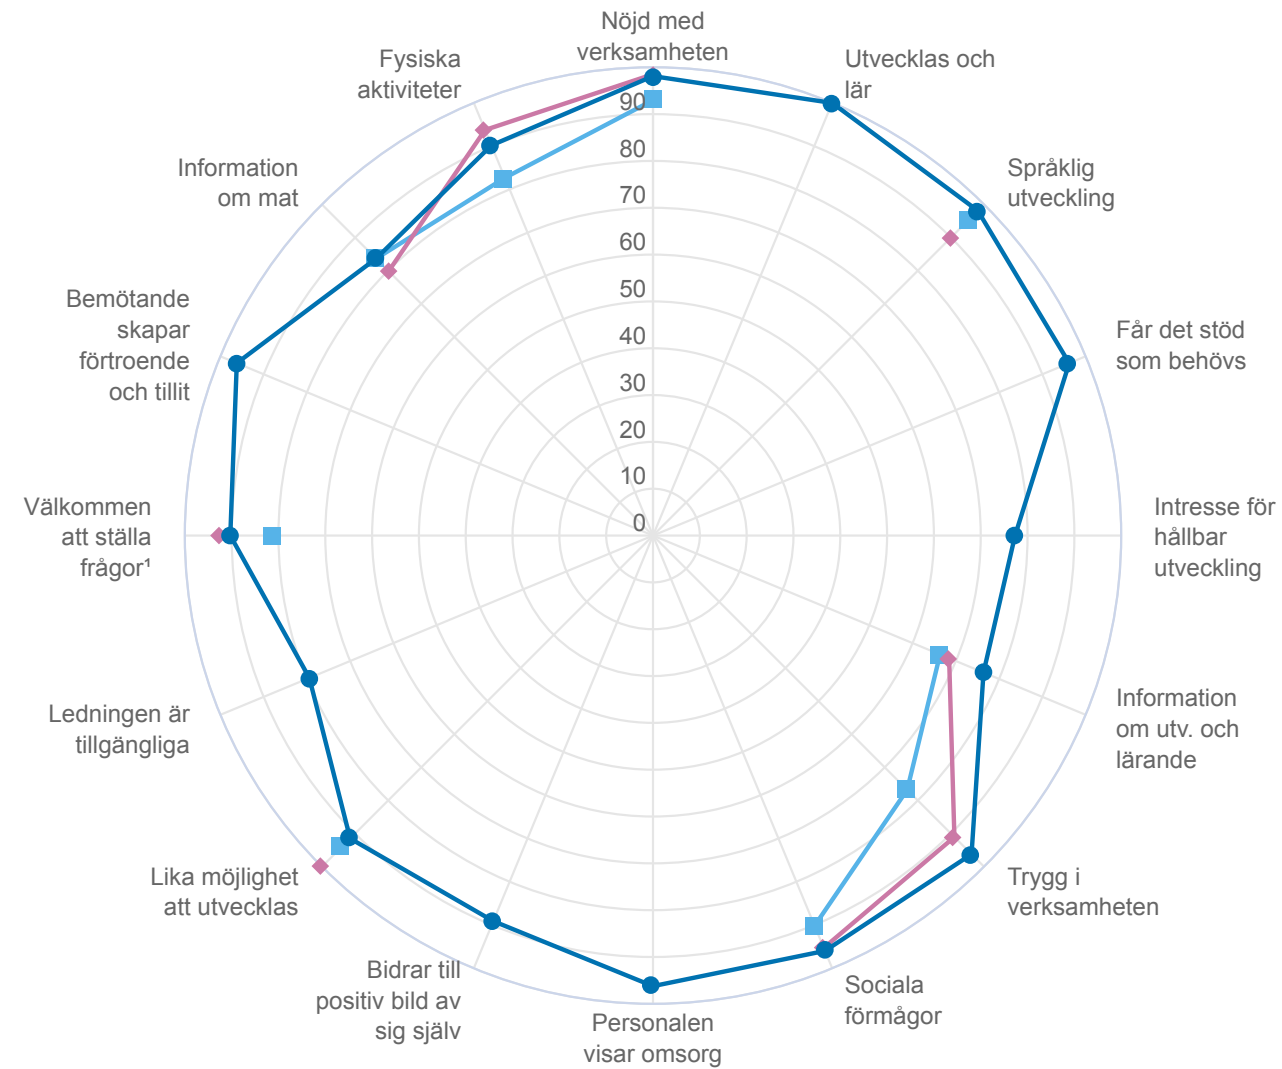 Nöjd med
verksamheten
Utvecklas och
lär
Språklig
utveckling
Får det stöd
som behövs
Intresse för
hållbar
utveckling
Information
om utv. och
lärande
Trygg i
verksamheten
Sociala
förmågor
Personalen
visar omsorg
Bidrar till
positiv bild av
sig själv
Lika möjlighet
att utvecklas
Ledningen är
tillgängliga
Välkommen
att ställa
frågor¹
Bemötande
skapar
förtroende
och tillit
Information
om mat
Fysiska
aktiviteter
90
80
70
60
50
40
30
20
10
0